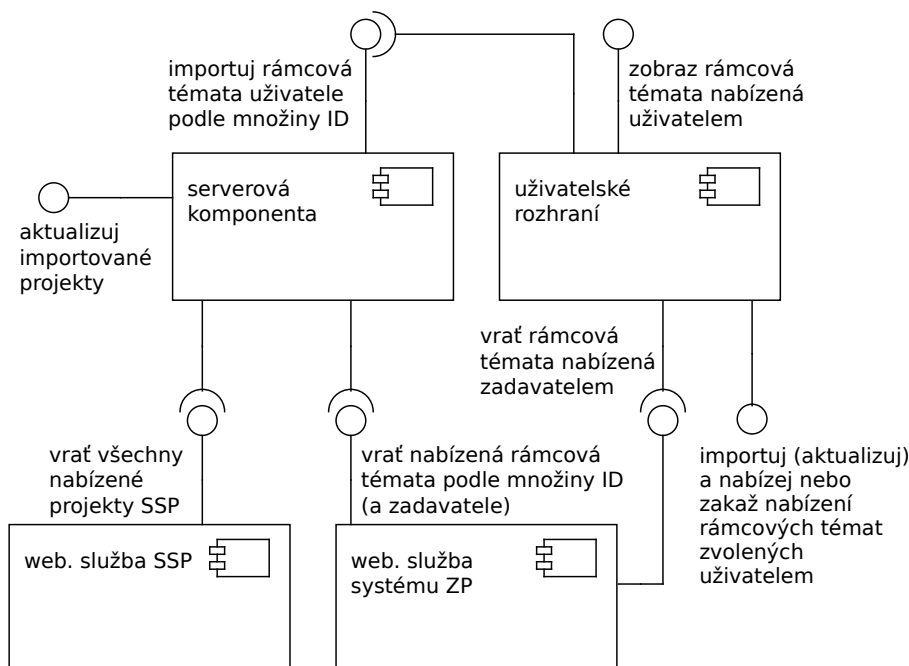 importuj rámcová
témata uživatele
podle množiny ID
zobraz rámcová
témata nabízená
uživatelem
serverová
komponenta
uživatelské
rozhraní
aktualizuj
importované
projekty
vrať rámcová
témata nabízená
zadavatelem
vrať všechny
nabízené
projekty SSP
vrať nabízená rámcová
témata podle množiny ID
(a zadavatele)
importuj (aktualizuj)
a nabízej nebo
zakaž nabízení
rámcových témat
zvolených
uživatelem
web. služba SSP
web. služba
systému ZP